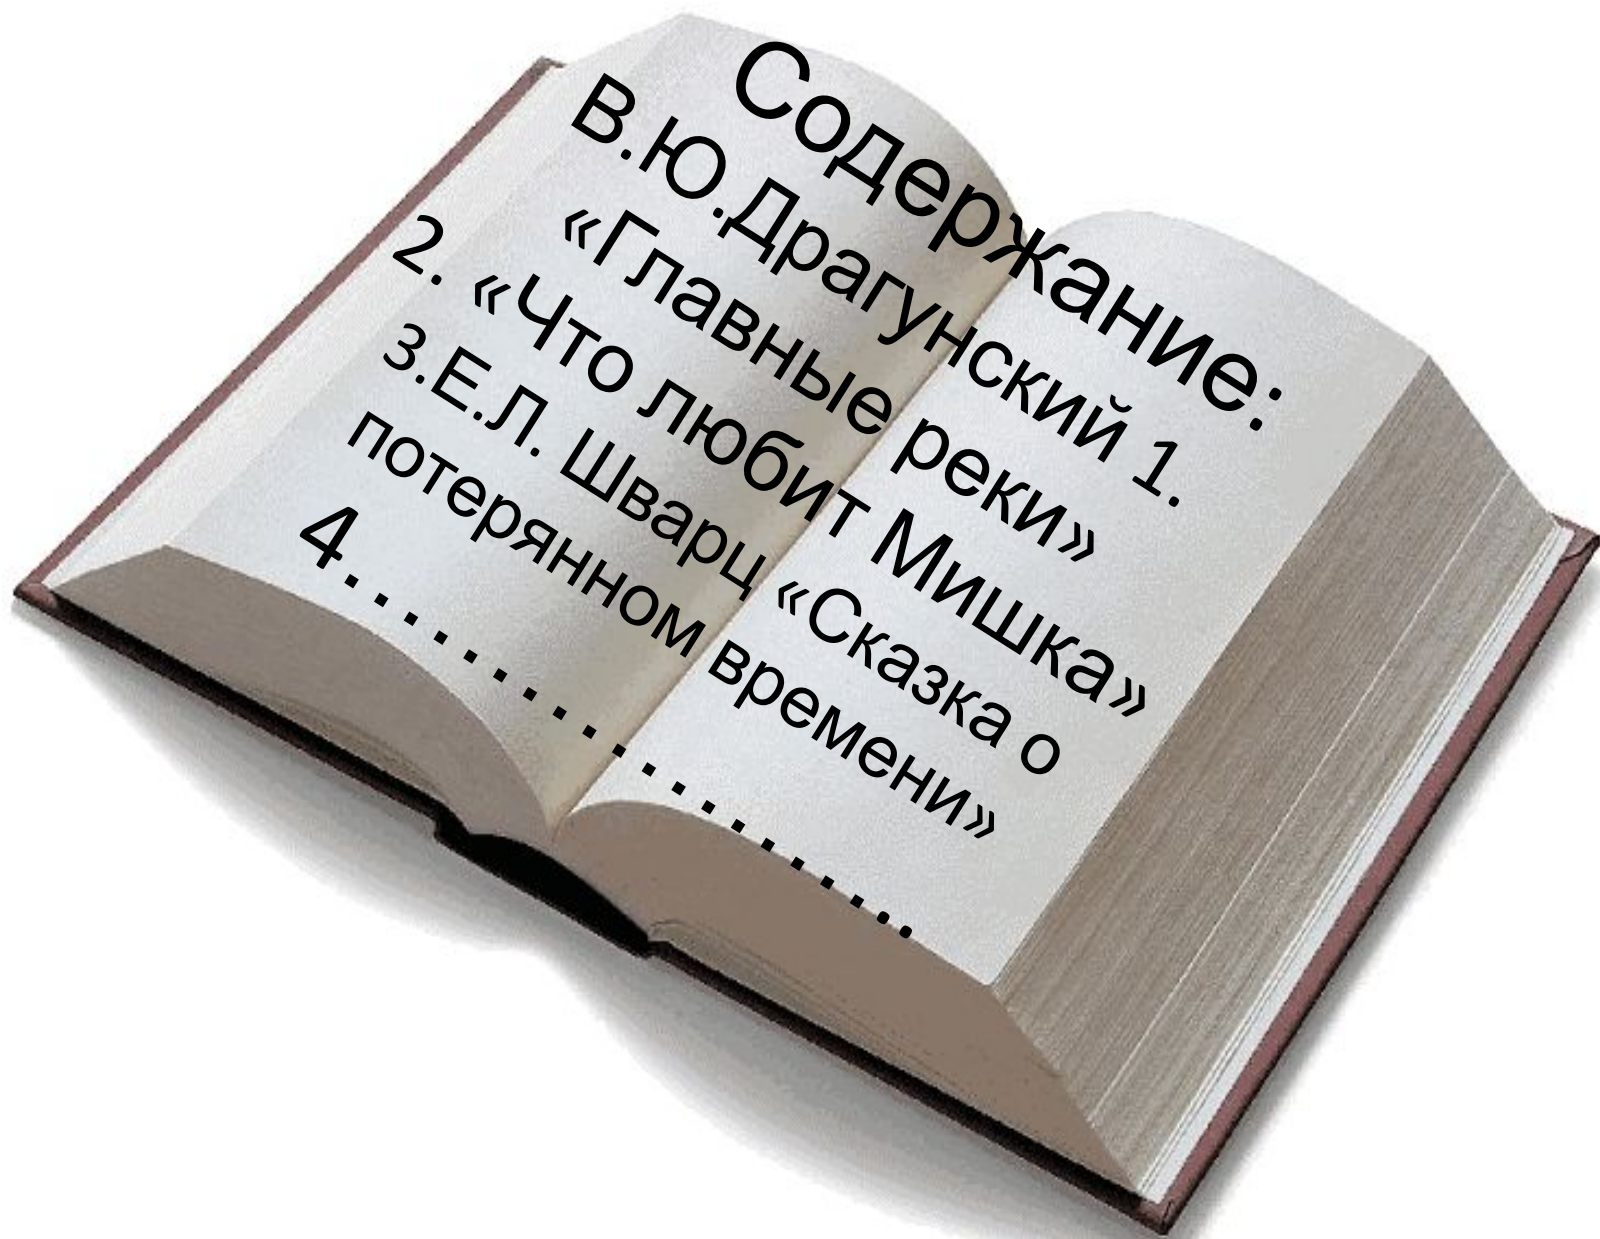 Содержание:
В.Ю.Драгунский 1.
«Главные реки»
2. «Что любит Мишка»
3.Е.Л. Шварц «Сказка о
потерянном времени»
4……………………...